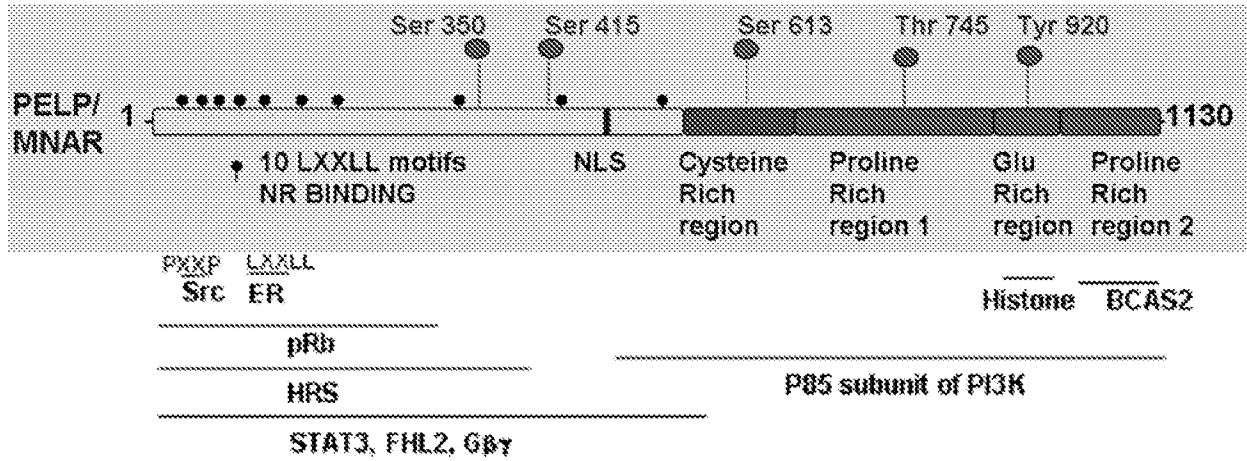 Ser 350 Ser 415 Ser 613 Thr 745 Tyr 920
PELP/
MNAR
1
1130
10 LXXLL motifs
NR BINDING
NLS
Cysteine
Rich
region
Proline
Rich
region 1
Glu
Rich
region
Proline
Rich
region 2
PXXP LXXLL
Src ER
Histone BCAS2
pRb
P85 subunit of PI3K
HRS
STAT3, FHL2, Gβγ